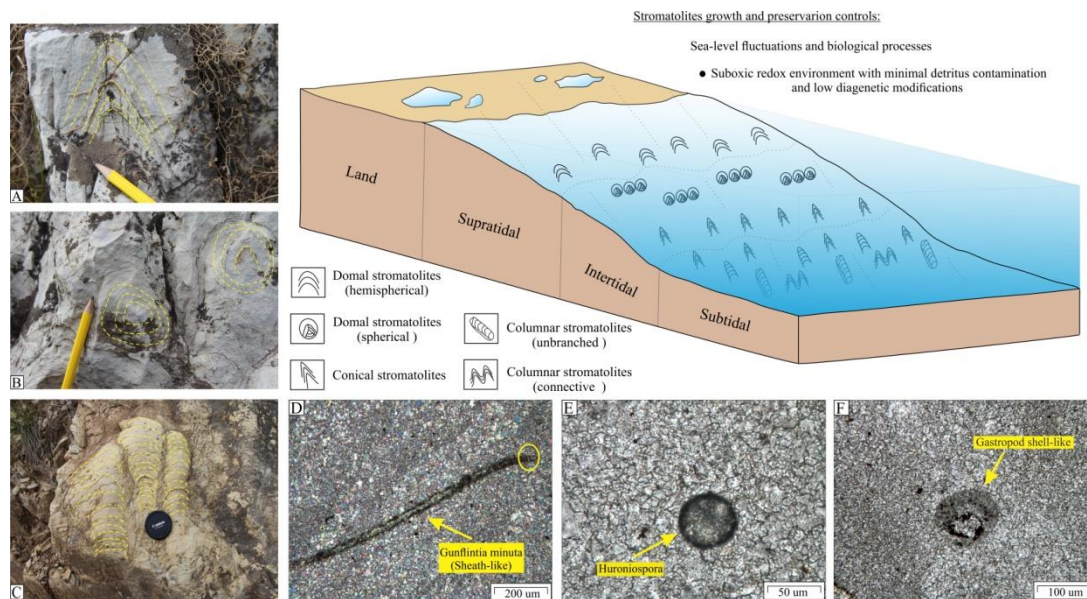 Stromatolites growth and preservarion controls:
Sea-level fluctuations and biological processes
● Suboxic redox environment with minimal detritus contamination
and low diagenetic modifications
A
Land
Supratidal
Intertidal
Subtidal
Domal stromatolites
(hemispherical)
Domal stromatolites
(spherical )
Conical stromatolites
Columnar stromatolites
(unbranched )
Columnar stromatolites
(connective )
B
C
Canon
D
Gunflintia minuta
(Sheath-like)
200 um
E
Huroniospora
50 um
F
Gastropod shell-like
100 um